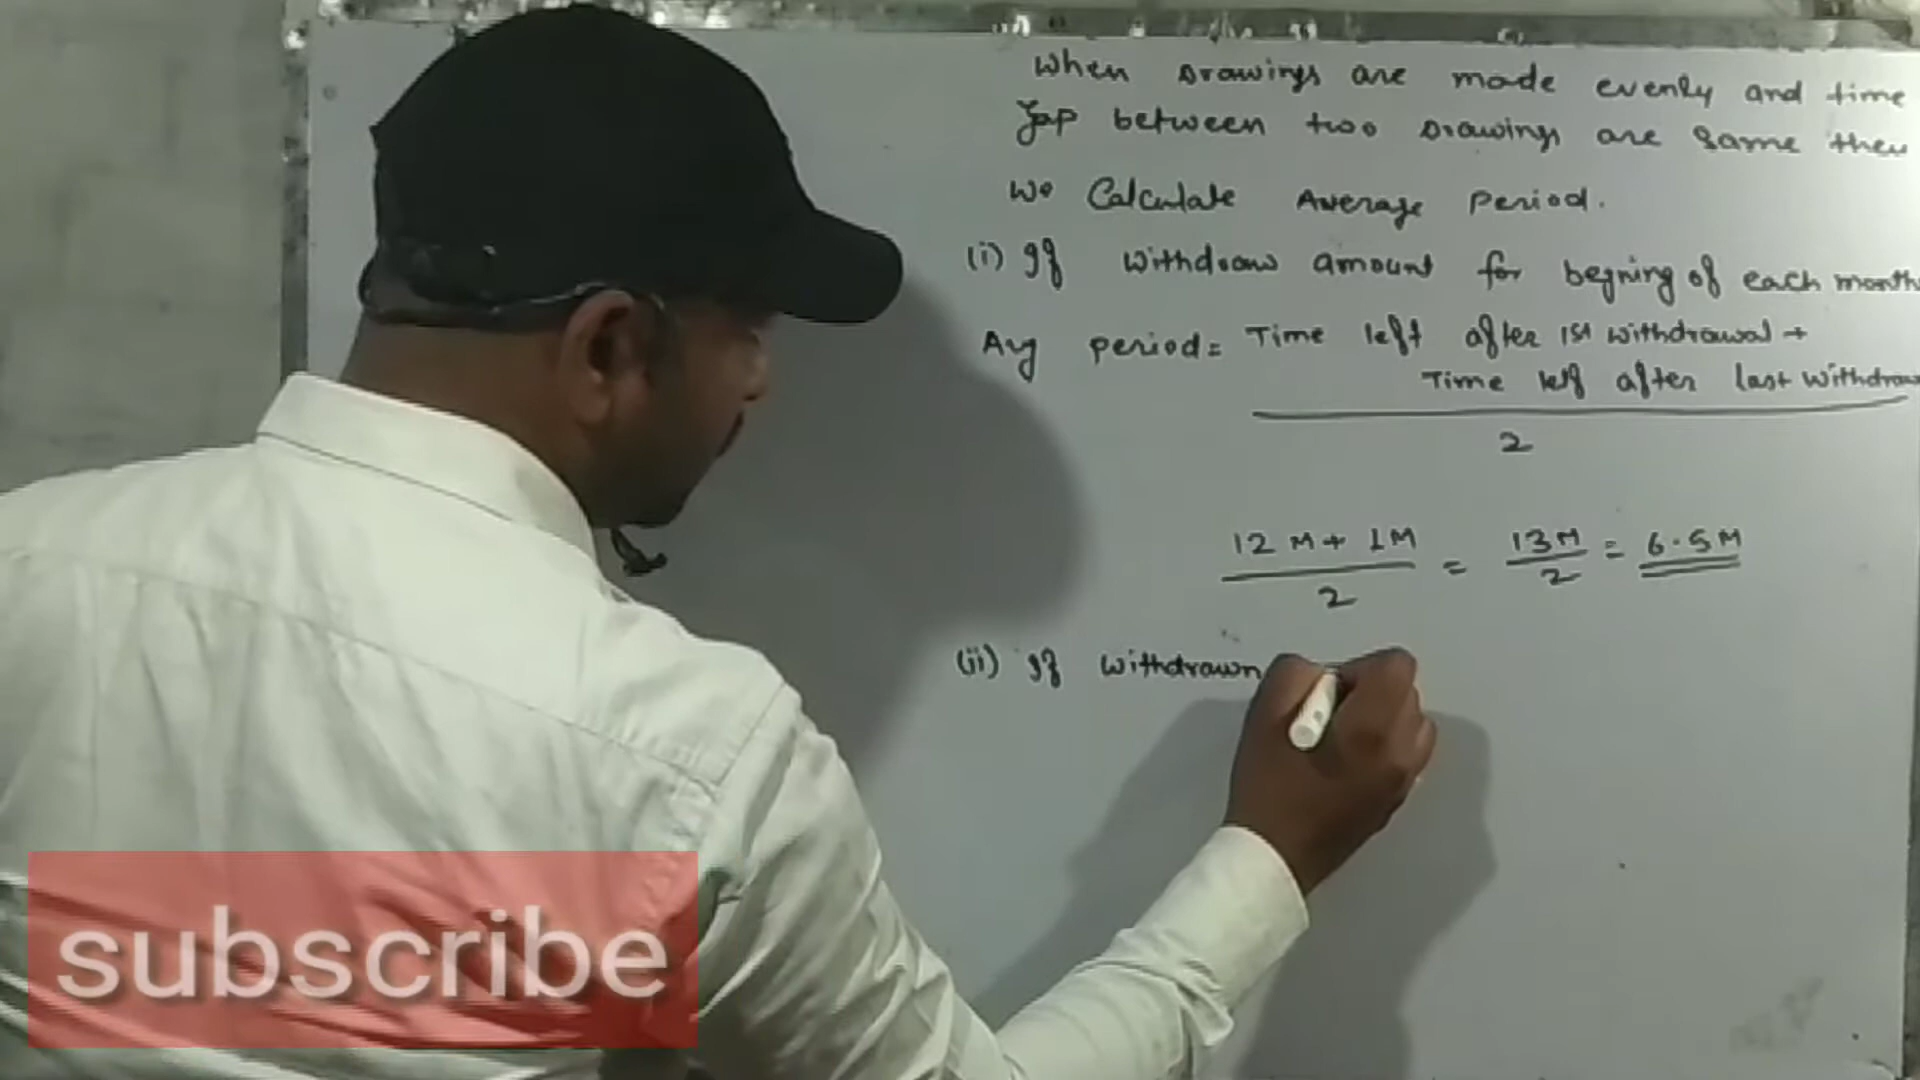 When Drawings are made evenly and time
Gap between two Drawings are same then
We Calculate Average Period.
(i) If withdraw amount for begning of each month
Avg period = Time left after 1st withdrawal +
Time left after last withdraw
2
12 M + 1M = 13M = 6.5M
2 2
(ii) If withdrawn
subscribe